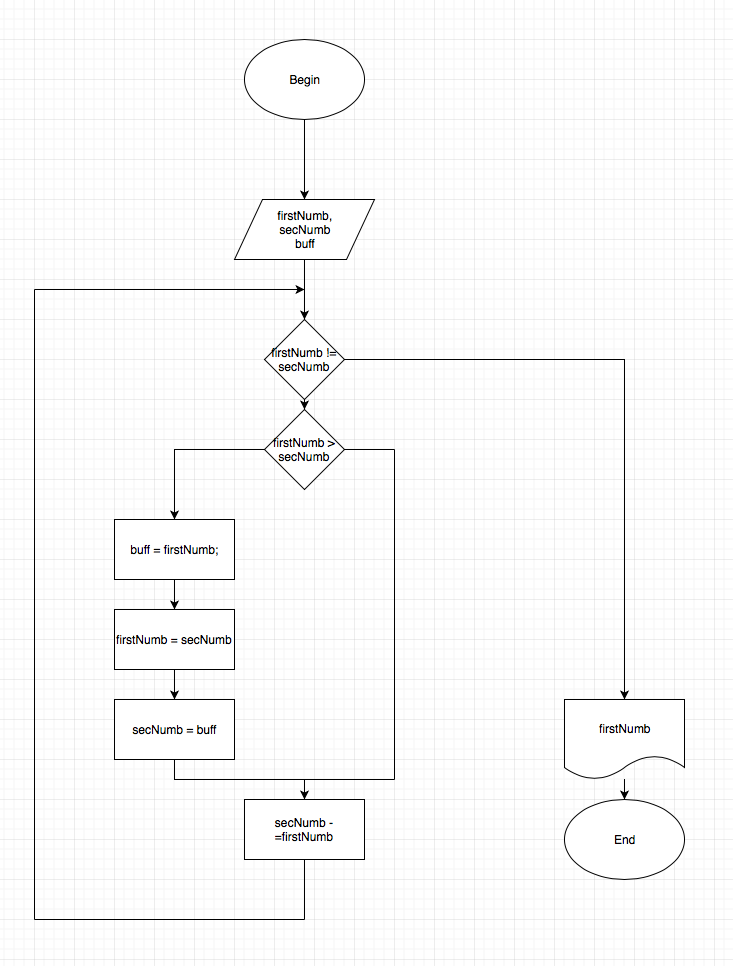 Begin
firstNumb,
secNumb
buff
firstNumb !=
secNumb
firstNumb >
secNumb
buff = firstNumb;
firstNumb = secNumb
secNumb = buff
secNumb -
=firstNumb
firstNumb
End